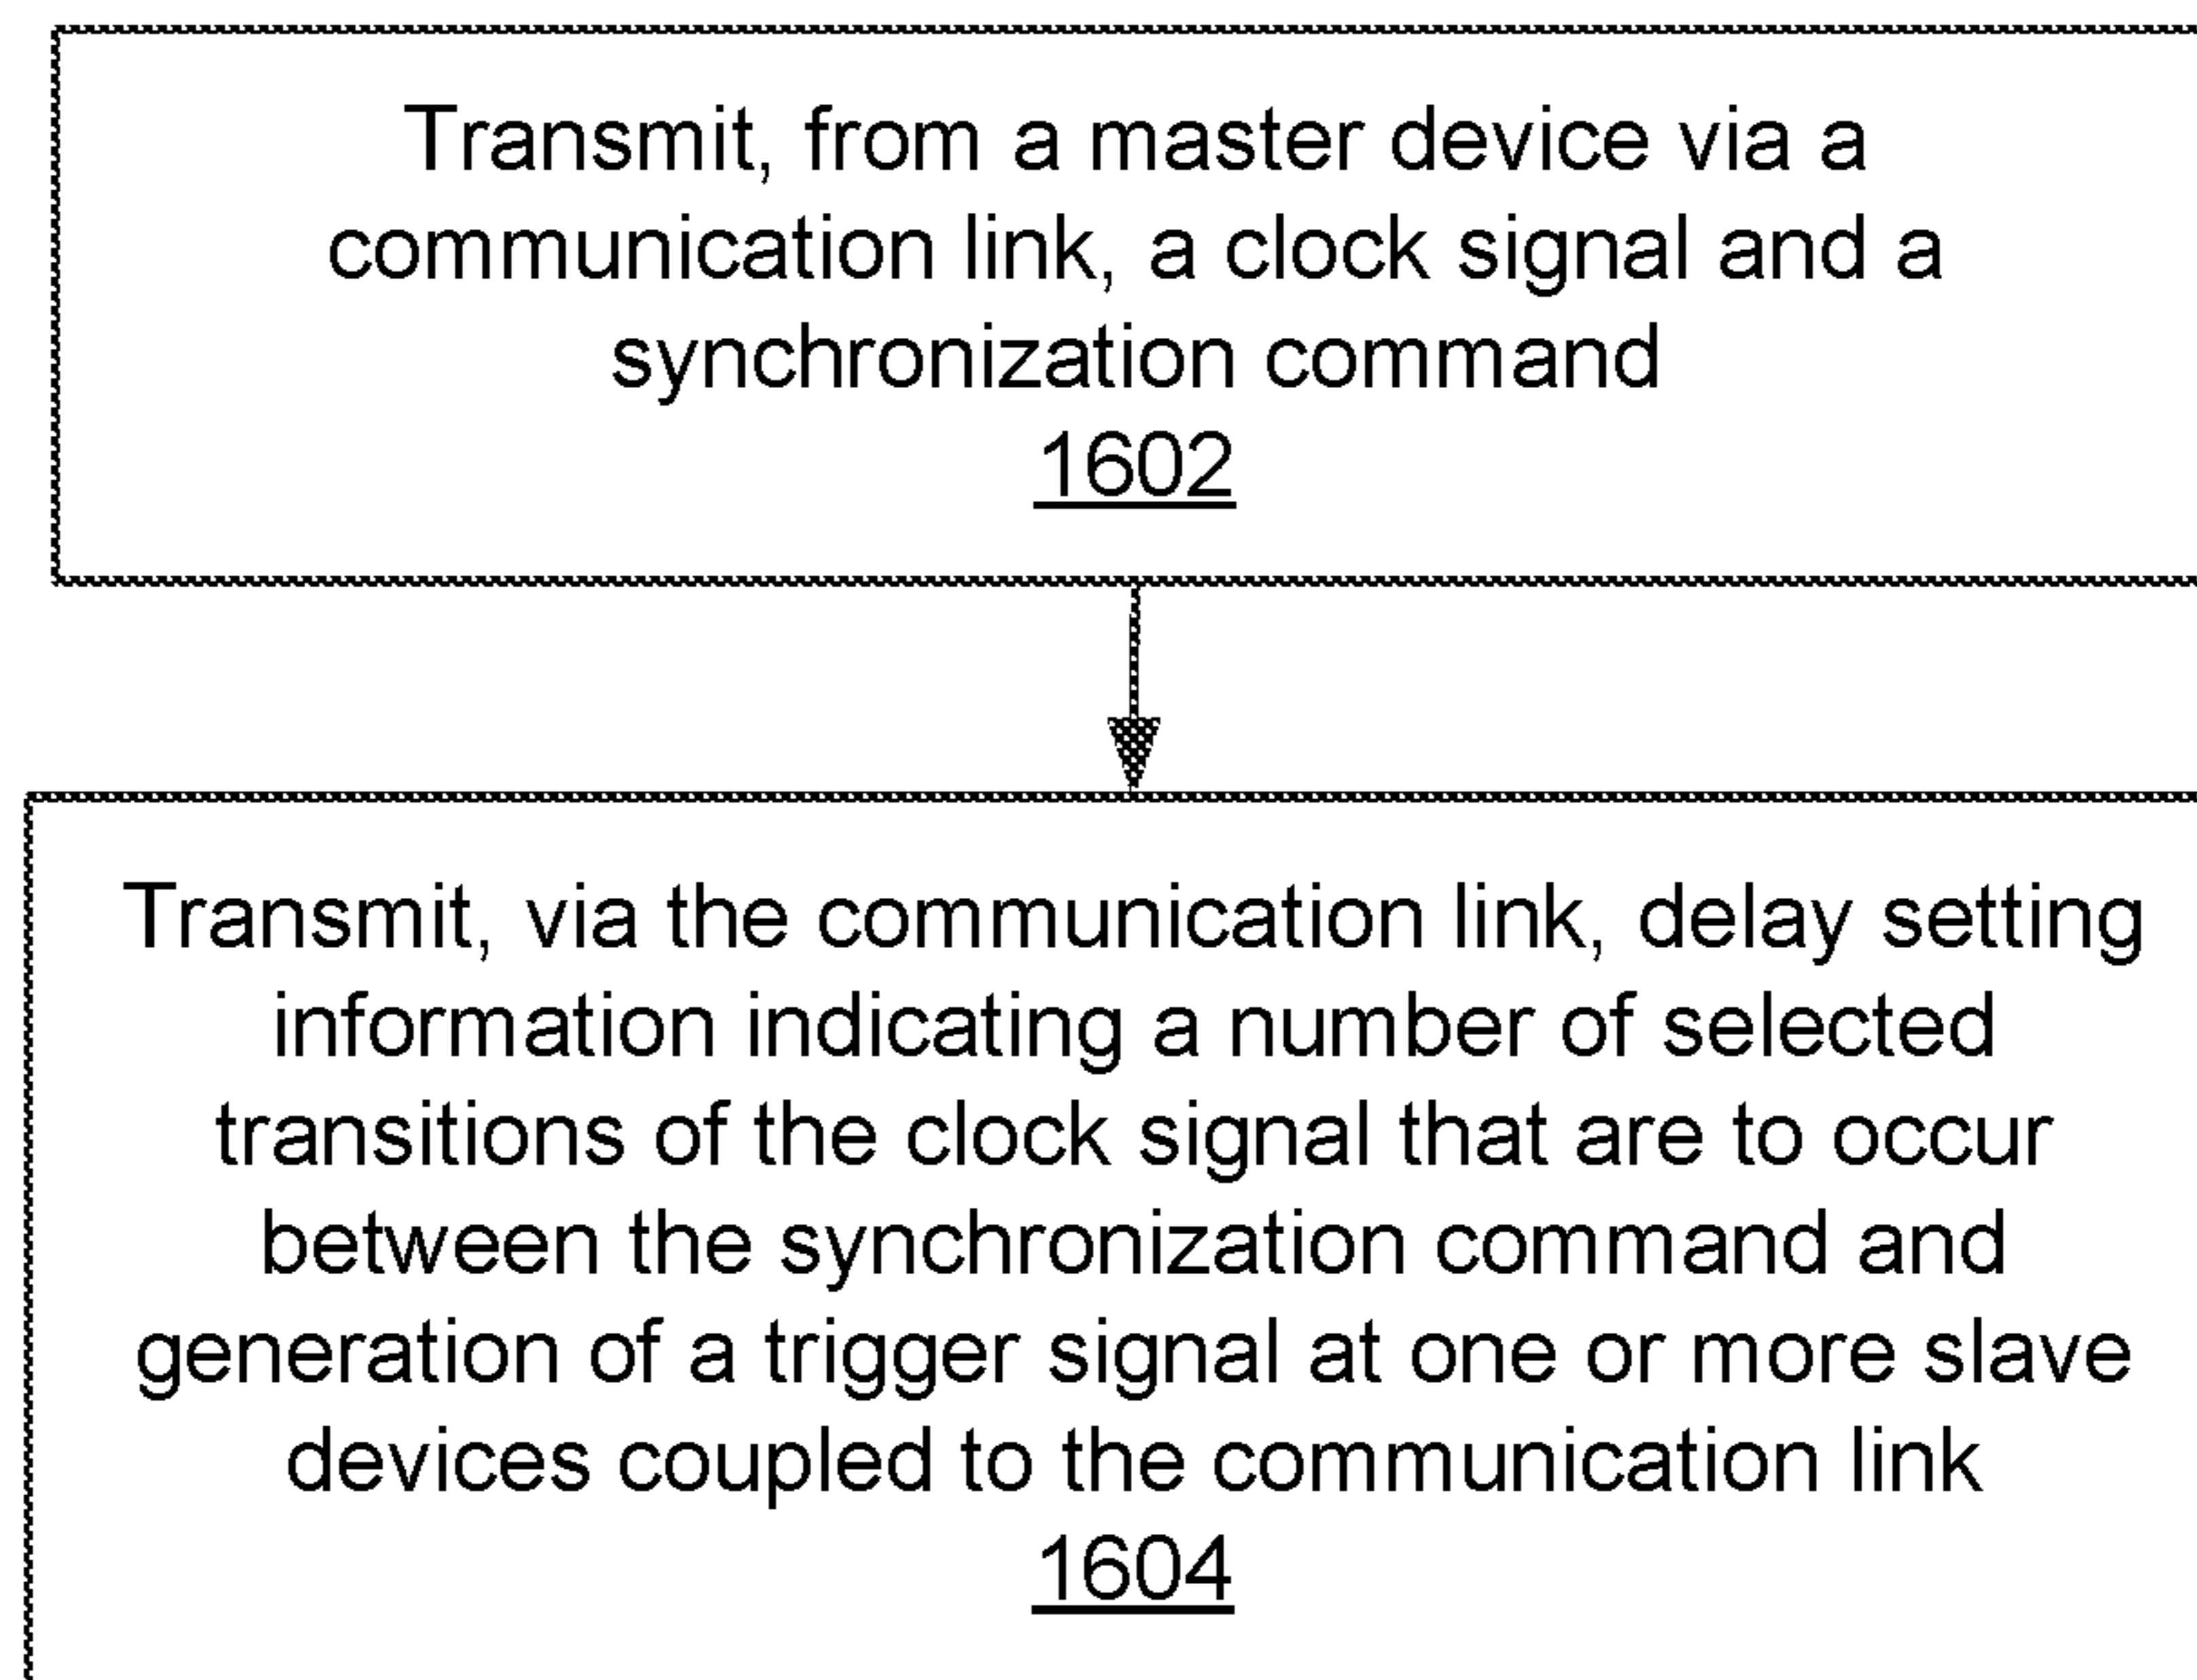 Transmit, from a master device via a
communication link, a clock signal and a
synchronization command
1602
Transmit, via the communication link, delay setting
information indicating a number of selected
transitions of the clock signal that are to occur
between the synchronization command and
generation of a trigger signal at one or more slave
devices coupled to the communication link
1604